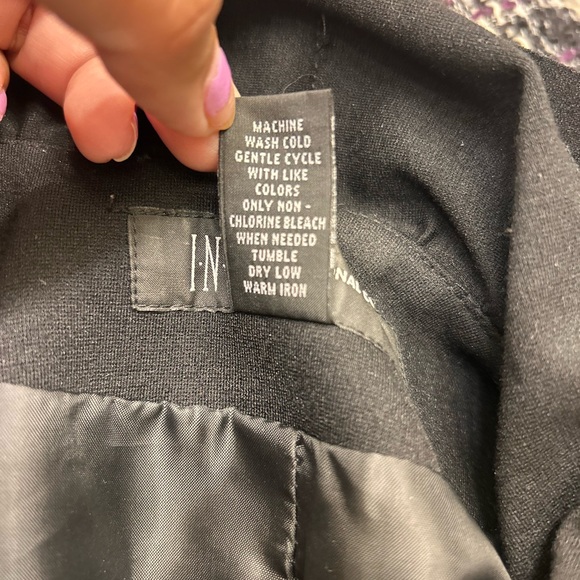 MACHINE
WASH COLD
GENTLE CYCLE
WITH LIKE
COLORS
ONLY NON -
CHLORINE BLEACH
WHEN NEEDED
TUMBLE
DRY LOW
WARM IRON
I·N·